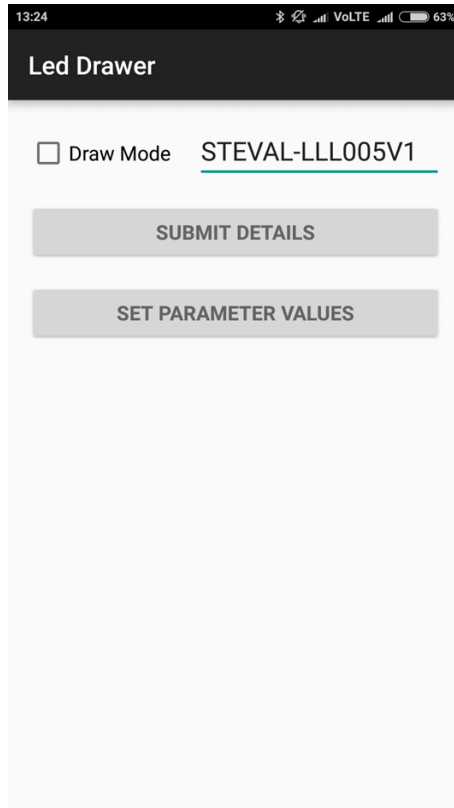 13:24 VoLTE 63%
Led Drawer
Draw Mode STEVAL-LLL005V1
SUBMIT DETAILS
SET PARAMETER VALUES